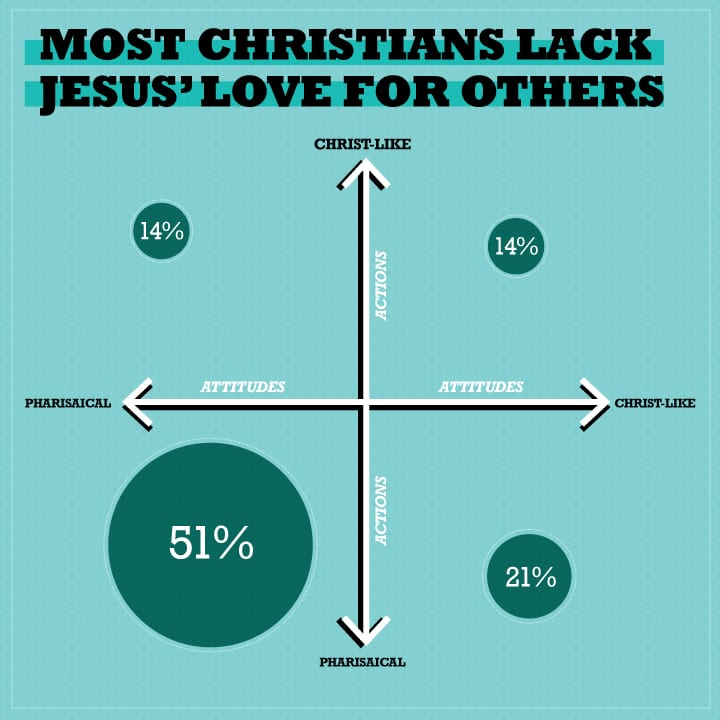 MOST CHRISTIANS LACK
JESUS' LOVE FOR OTHERS
CHRIST-LIKE
14%
14%
ACTIONS
ATTITUDES
ATTITUDES
PHARISAICAL
CHRIST-LIKE
ACTIONS
51%
21%
PHARISAICAL